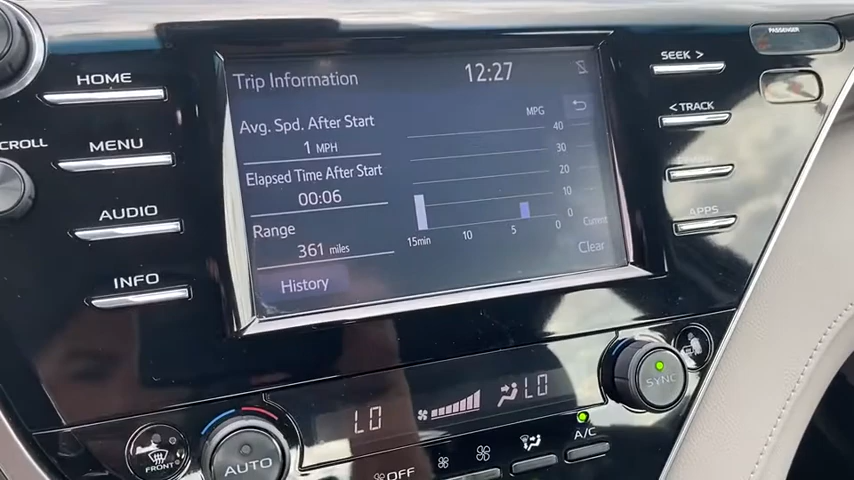 PASSENGER
HOME
MENU
SCROLL
AUDIO
INFO
Trip Information
12:27
Avg. Spd. After Start
1 MPH
Elapsed Time After Start
00:06
Range
361 miles
History
MPG
40
30
20
10
0
15min
10
5
0
Current
Clear
SEEK >
< TRACK
APPS
LO
LO
SYNC
FRONT
AUTO
OFF
A/C